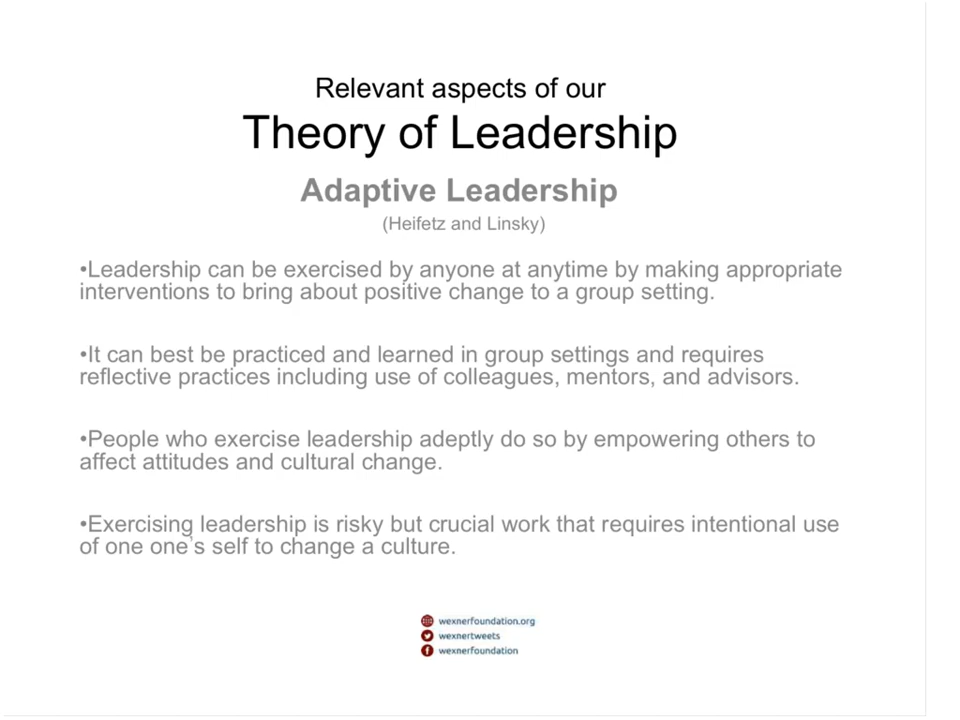 Relevant aspects of our
Theory of Leadership
Adaptive Leadership
(Heifetz and Linsky)
•Leadership can be exercised by anyone at anytime by making appropriate
interventions to bring about positive change to a group setting.
•It can best be practiced and learned in group settings and requires
reflective practices including use of colleagues, mentors, and advisors.
•People who exercise leadership adeptly do so by empowering others to
affect attitudes and cultural change.
•Exercising leadership is risky but crucial work that requires intentional use
of one one's self to change a culture.
wexnerfoundation.org
wexnertweets
wexnerfoundation